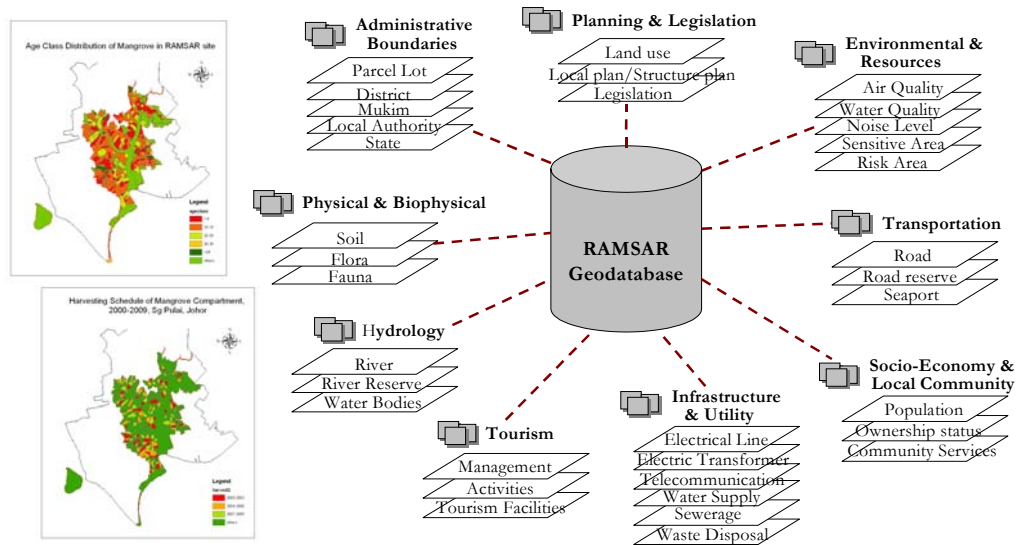 Age Class Distribution of Mangrove in RAMSAR site
Legend
Harvesting Schedule of Mangrove Compartment,
2000-2009, Sg Pulai, Johor
Legend
Administrative
Boundaries
Parcel Lot
District
Mukim
Local Authority
State
Planning & Legislation
Land use
Local plan/Structure plan
Legislation
Environmental &
Resources
Air Quality
Water Quality
Noise Level
Sensitive Area
Risk Area
Physical & Biophysical
Soil
Flora
Fauna
RAMSAR
Geodatabase
Transportation
Road
Road reserve
Seaport
Hydrology
River
River Reserve
Water Bodies
Tourism
Management
Activities
Tourism Facilities
Infrastructure
& Utility
Electrical Line
Electric Transformer
Telecommunication
Water Supply
Sewerage
Waste Disposal
Socio-Economy &
Local Community
Population
Ownership status
Community Services